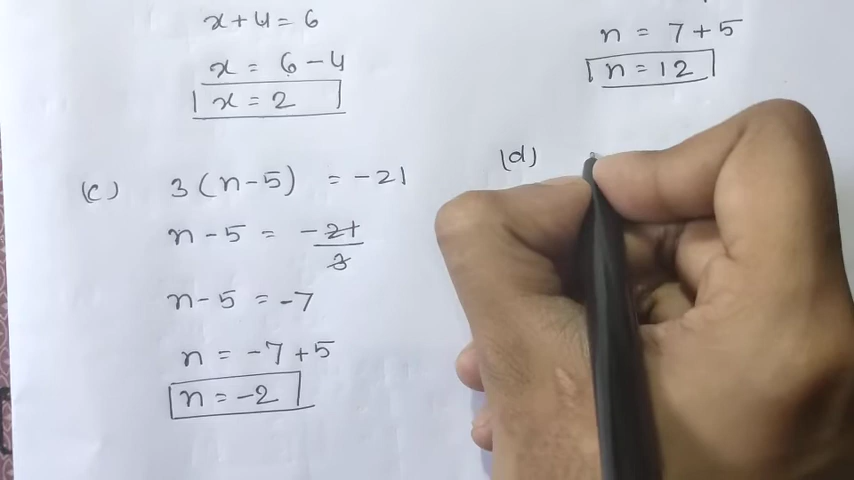 x + 4 = 6
x = 6 - 4
x = 2
n = 7 + 5
n = 12
(c) 3 (n - 5) = -21
n - 5 = -21/3
n - 5 = -7
n = -7 + 5
n = -2
(d)